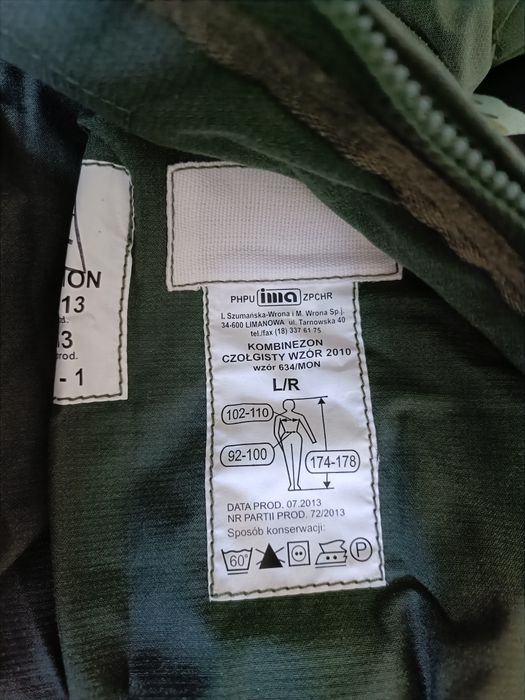 ION
13
3
rod.
- 1
PHPU ima ZPCHR
I. Szumańska-Wrona i M. Wrona Sp.j.
34-600 LIMANOWA ul. Tarnowska 40
tel./fax (18) 337 61 75
KOMBINEZON
CZOŁGISTY WZÓR 2010
wzór 634/MON
L/R
102-110
92-100
174-178
DATA PROD. 07.2013
NR PARTII PROD. 72/2013
Sposób konserwacji:
60°
P